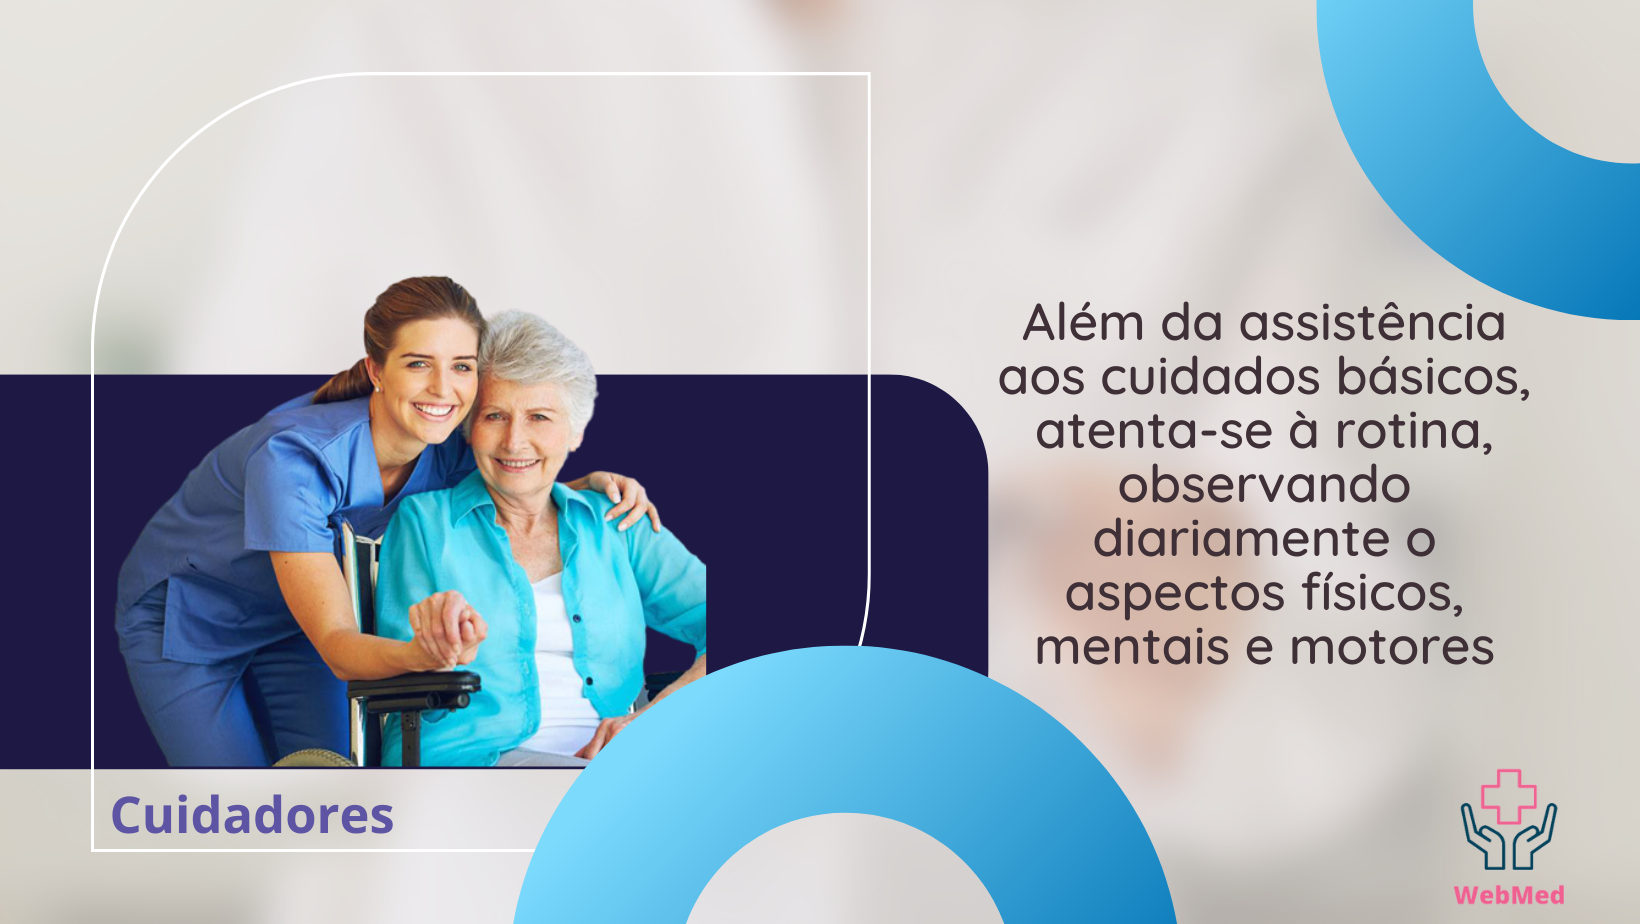 Além da assistência
aos cuidados básicos,
atenta-se à rotina,
observando
diariamente o
aspectos físicos,
mentais e motores
Cuidadores
WebMed